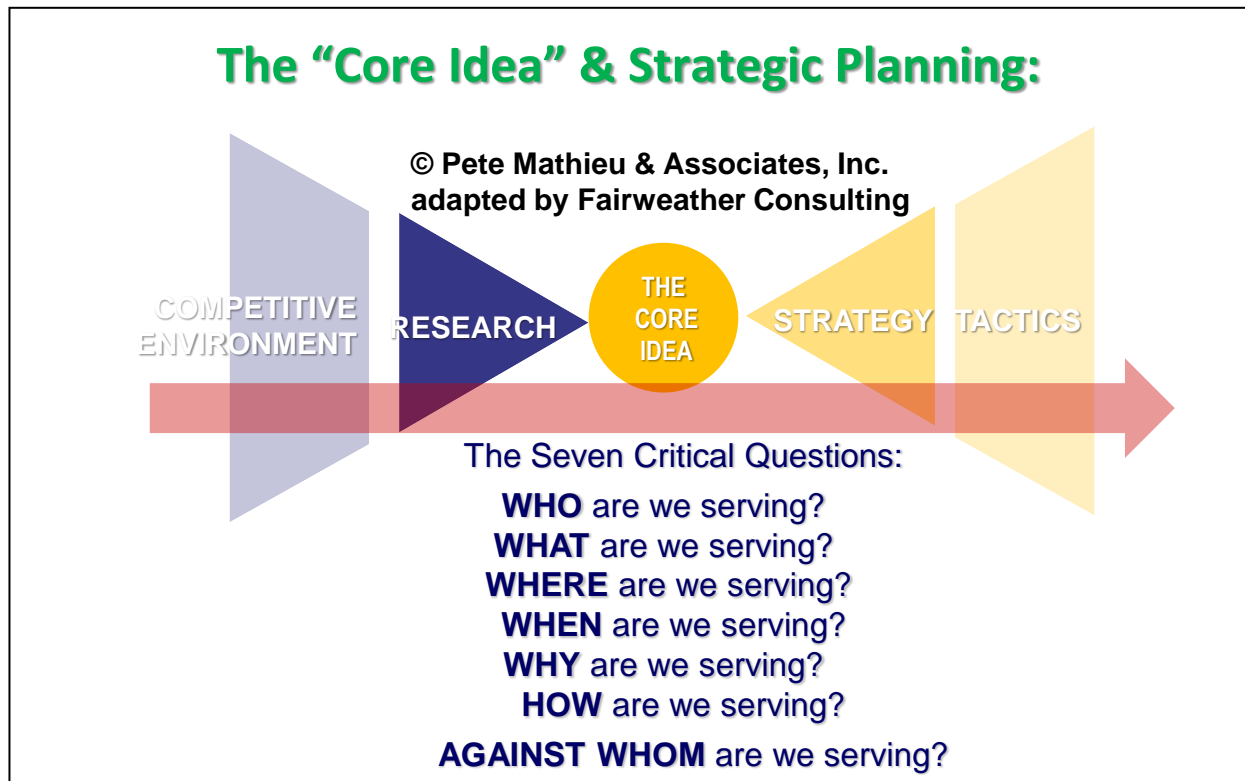 The “Core Idea” & Strategic Planning:
© Pete Mathieu & Associates, Inc.
adapted by Fairweather Consulting
COMPETITIVE
ENVIRONMENT
RESEARCH
THE
CORE
IDEA
STRATEGY
TACTICS
The Seven Critical Questions:
WHO are we serving?
WHAT are we serving?
WHERE are we serving?
WHEN are we serving?
WHY are we serving?
HOW are we serving?
AGAINST WHOM are we serving?